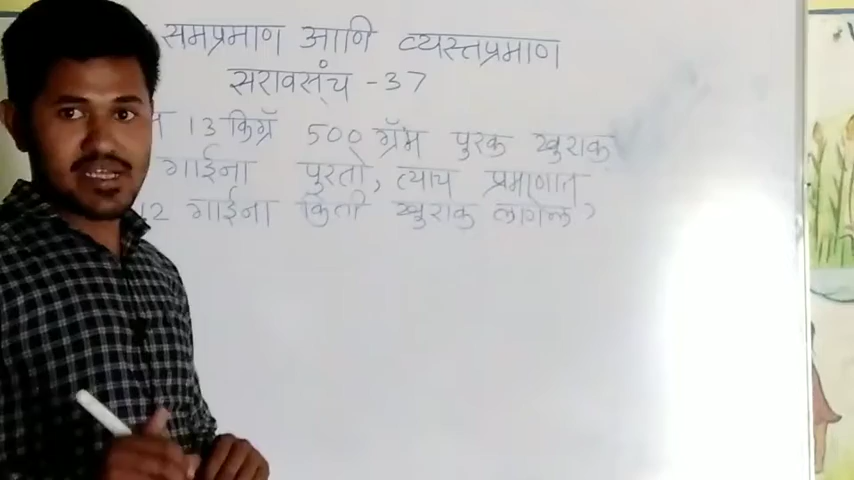 समप्रमाण आणि व्यस्तप्रमाण
सरावसंच - 37
13 किग्रॅ 500 ग्रॅम पुरक खुराक
गाईना पुरतो, त्याच प्रमाणात
12 गाईना किती खुराक लागेल ?